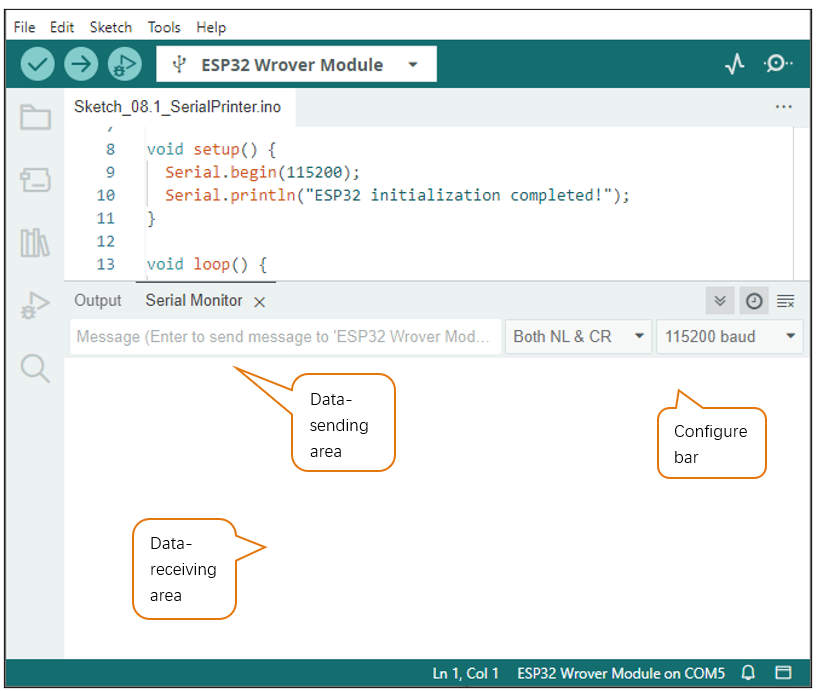 File Edit Sketch Tools Help
ESP32 Wrover Module
Sketch_08.1_SerialPrinter.ino
8 void setup() {
9 Serial.begin(115200);
10 Serial.println("ESP32 initialization completed!");
11 }
12
13 void loop() {
Output Serial Monitor
Message (Enter to send message to 'ESP32 Wrover Mod... Both NL & CR 115200 baud
Data-
sending
area
Configure
bar
Data-
receiving
area
Ln 1, Col 1 ESP32 Wrover Module on COM5